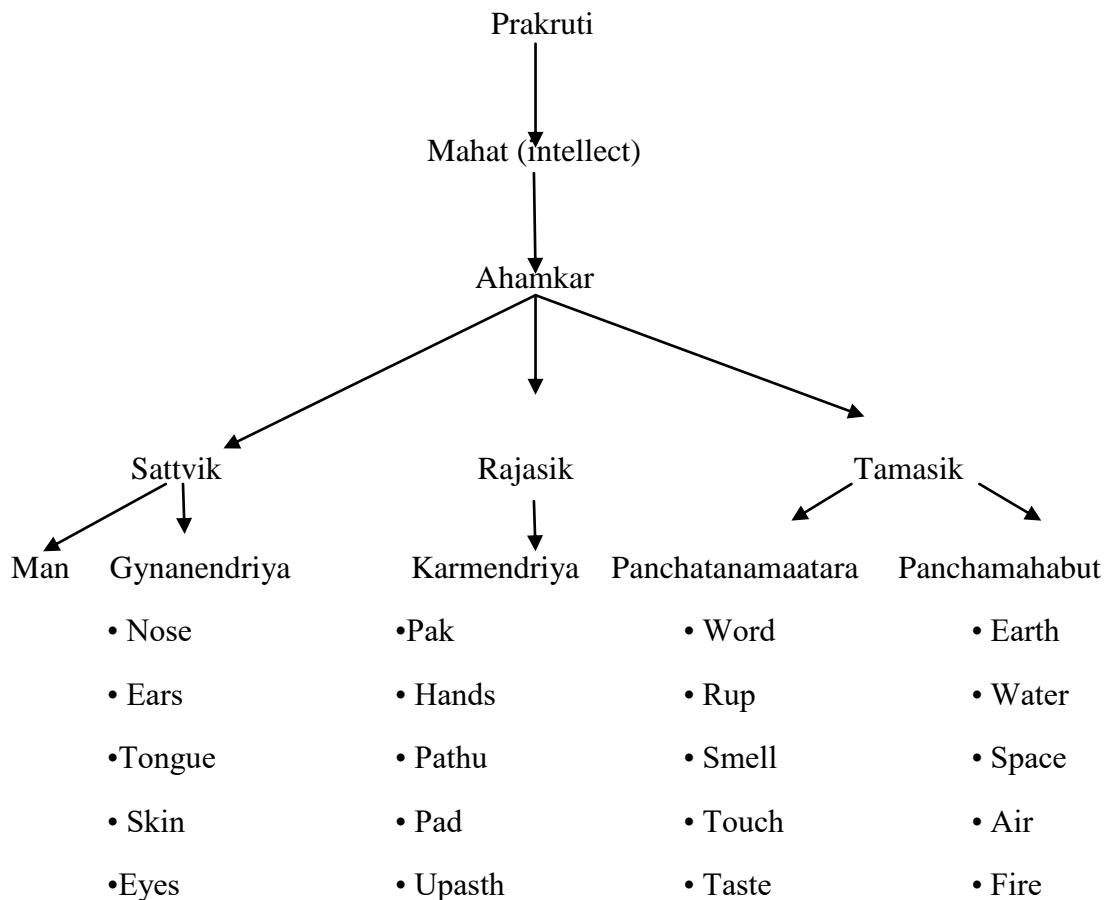 Prakruti
Mahat (intellect)
Ahamkar
Sattvik Rajasik Tamasik
Man Gynanendriya Karmendriya Panchatanamaatara Panchamahabut
• Nose •Pak • Word • Earth
• Ears • Hands • Rup • Water
•Tongue • Pathu • Smell • Space
• Skin • Pad • Touch • Air
•Eyes • Upasth • Taste • Fire